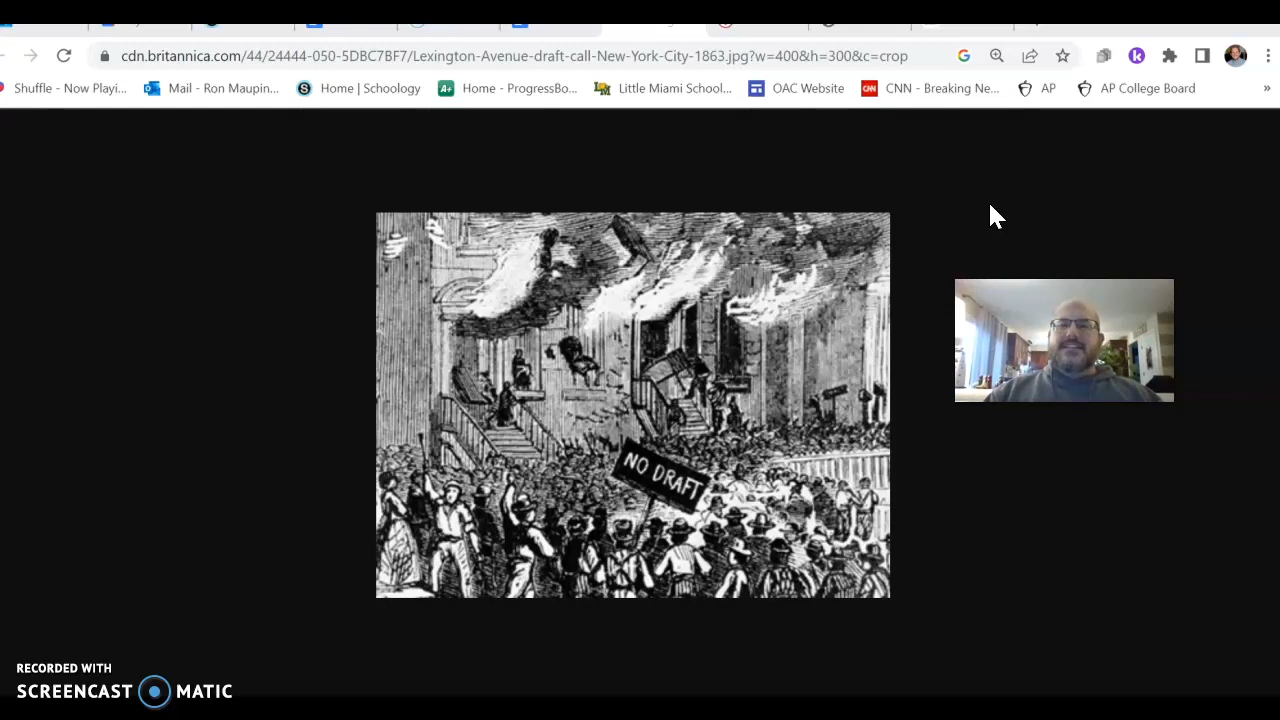 cdn.britannica.com/44/24444-050-5DBC7BF7/Lexington-Avenue-draft-call-New-York-City-1863.jpg?w=400&h=300&c=crop
Shuffle - Now Playi... Mail - Ron Maupin... S Home | Schoology A+ Home - ProgressBo... Little Miami School... OAC Website CNN CNN - Breaking Ne... AP AP College Board »
NO DRAFT
RECORDED WITH
SCREENCAST MATIC